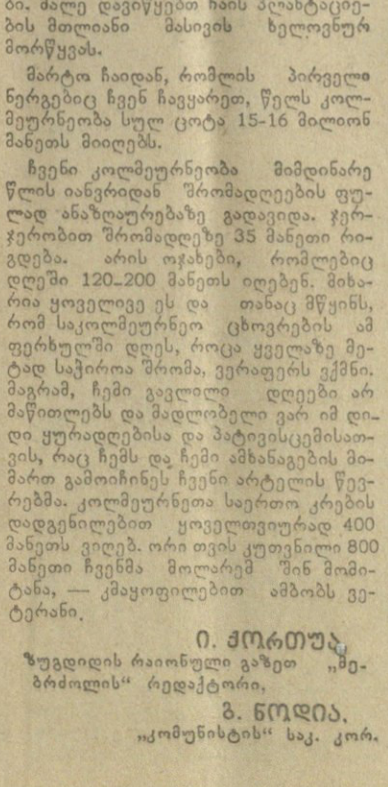 ბი. მალე დავიწყებთ ჩაის პლანტაციე-
ბის მთლიანი მასივის ხელოვნურ
მორწყვას.
მარტო ჩაიდან, რომლის პირველი
ნერგებიც ჩვენ ჩავყარეთ, წელს კოლ-
მეურნეობა სულ ცოტა 15-16 მილიონ
მანეთს მიიღებს.
ჩვენი კოლმეურნეობა მიმდინარე
წლის იანვრიდან შრომადღეების ფუ-
ლად ანაზღაურებაზე გადავიდა. ჯერ-
ჯერობით შრომადღეზე 35 მანეთი რი-
გდება. არის ოჯახები, რომლებიც
დღეში 120-200 მანეთს იღებენ. მიხა-
რია ყოველივე ეს და თანაც მწყინს,
რომ საკოლმეურნეო ცხოვრების ამ
ფერხულში დღეს, როცა ყველაზე მე-
ტად საჭიროა შრომა, ვერაფერს ვქმნი.
მაგრამ, ჩემი გავლილი დღეები არ
მაწითლებს და მადლობელი ვარ იმ დი-
დი ყურადღებისა და პატივისცემისათ-
ვის, რაც ჩემს და ჩემი ამხანაგების მი-
მართ გამოიჩინეს ჩვენი არტელის წევ-
რებმა. კოლმეურნეთა საერთო კრების
დადგენილებით ყოველთვიურად 400
მანეთს ვიღებ. ორი თვის კუთვნილი 800
მანეთი ჩვენმა მოლარემ შინ მომი-
ტანა, — კმაყოფილებით ამბობს ვე-
ტერანი.
ი. ქორთუა,
ზუგდიდის რაიონული გაზეთ „მე-
ბრძოლის“ რედაქტორი.
გ. ნოდია,
„კომუნისტის“ საკ. კორ.